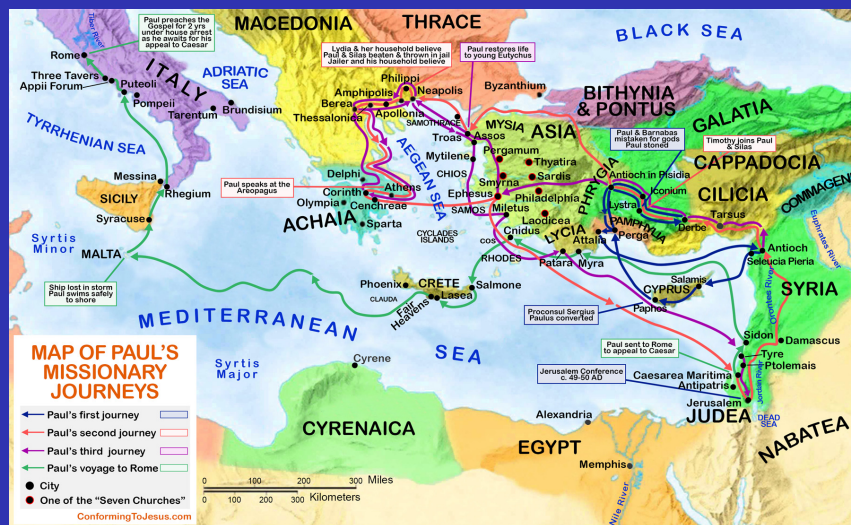 MACEDONIA
THRACE
BLACK SEA
Paul preaches the
Gospel for 2 yrs
under house arrest
as he awaits for his
appeal to Caesar
Tiber River
Rome
Three Tavers
Appii Forum
Puteoli
Pompeii
ITALY
ADRIATIC
SEA
Tarentum
Brundisium
TYRRHENIAN SEA
Messina
Rhegium
SICILY
Syracuse
Syrtis
Minor
MALTA
Ship lost in storm
Paul swims safely
to shore
Lydia & her household believe
Paul & Silas beaten & thrown in jail
Jailer and his household believe
Paul restores life
to young Eutychus
Philippi
Neapolis
Amphipolis
Berea
Apollonia
Thessalonica
SAMOTHRACE
Byzanthium
BITHYNIA
& PONTUS
GALATIA
Troas
Assos
MYSIA
ASIA
Mytilene
Pergamum
Thyatira
CHIOS
Sardis
Smyrna
Philadelphia
Ephesus
SAMOS
Miletus
Laodicea
AEGEAN
SEA
Delphi
Corinth
Athens
Cenchreae
Olympia
ACHAIA
Sparta
Paul speaks at the
Areopagus
CYCLADES
ISLANDS
Cnidus
cos
RHODES
Paul & Barnabas
mistaken for gods
Paul stoned
Timothy joins Paul
& Silas
CAPPADOCIA
PHRYGIA
Antioch in Pisidia
Iconium
Lystra
Derbe
CILICIA
Tarsus
COMMAGENE
Euphrates River
PAMPHYLIA
Perga
LYCIA
Attalia
Patara
Myra
Antioch
Seleucia Pieria
Orontes River
SYRIA
Salamis
CYPRUS
Paphos
Proconsul Sergius
Paulus converted
Phoenix
CRETE
Salmone
CLAUDA
Fair
Heavens
Lasea
MEDITERRANEAN
SEA
Syrtis
Major
Cyrene
CYRENAICA
Paul sent to Rome
to appeal to Caesar
Jerusalem Conference
c. 49-50 AD
Sidon
Damascus
Tyre
Ptolemais
Caesarea Maritima
Antipatris
Jordan River
Jerusalem
JUDEA
DEAD
SEA
NABATEA
Alexandria
EGYPT
Memphis
Nile River
MAP OF PAUL'S
MISSIONARY
JOURNEYS
Paul's first journey
Paul's second journey
Paul's third journey
Paul's voyage to Rome
City
One of the "Seven Churches"
ConformingToJesus.com
0 100 200 300 Miles
0 100 200 300 Kilometers